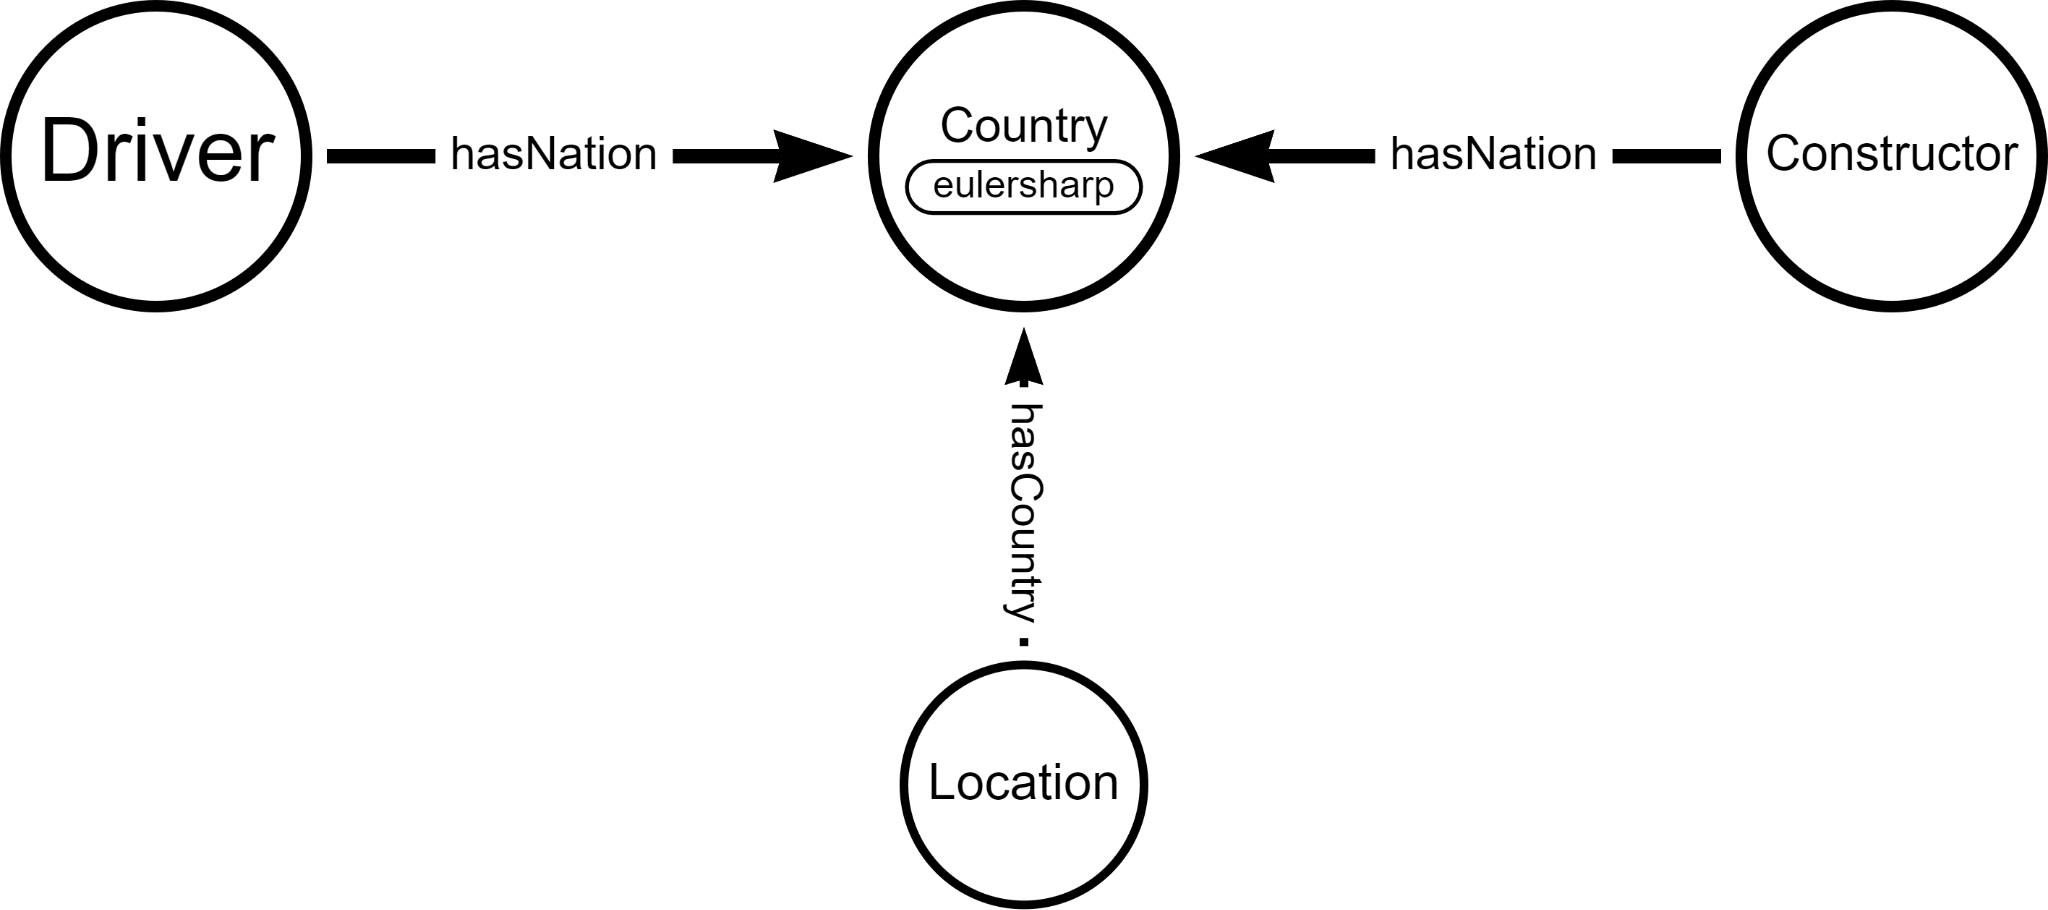 Driver
hasNation
Country
eulersharp
hasNation
Constructor
hasCountry
Location